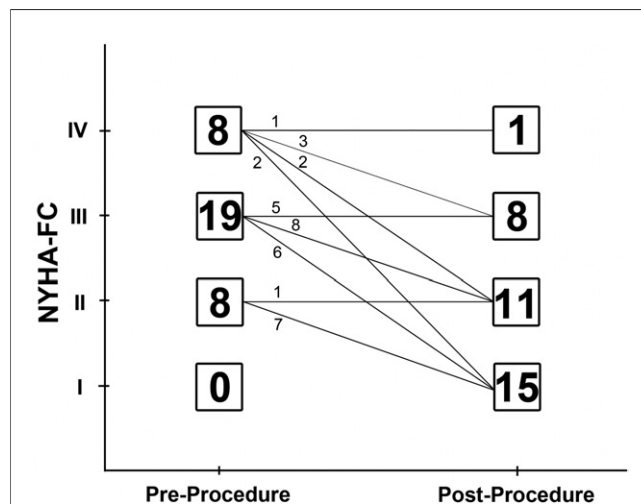 NYHA-FC
IV
8
1
3
2
2
1
III
19
5
8
6
8
II
8
1
7
11
I
0
15
Pre-Procedure
Post-Procedure